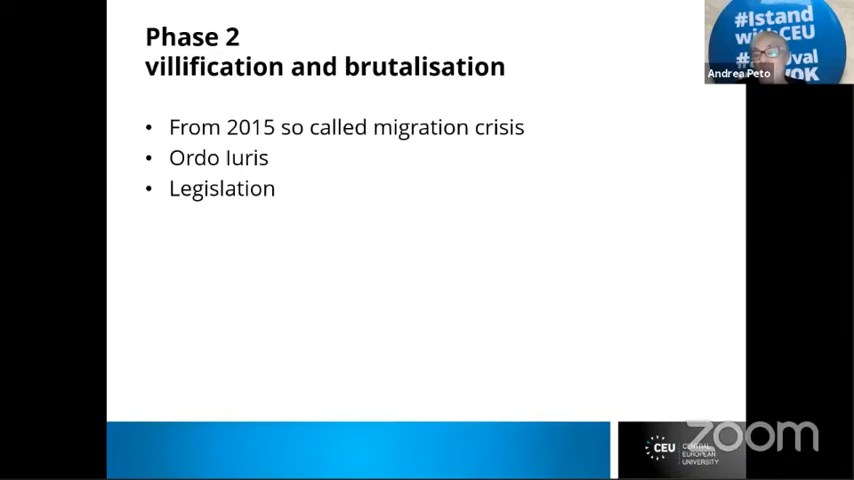 Phase 2
villification and brutalisation
• From 2015 so called migration crisis
• Ordo Iuris
• Legislation
#Istand
withCEU
Andrea Peto
CEU
CENTRAL
EUROPEAN
UNIVERSITY
zoom